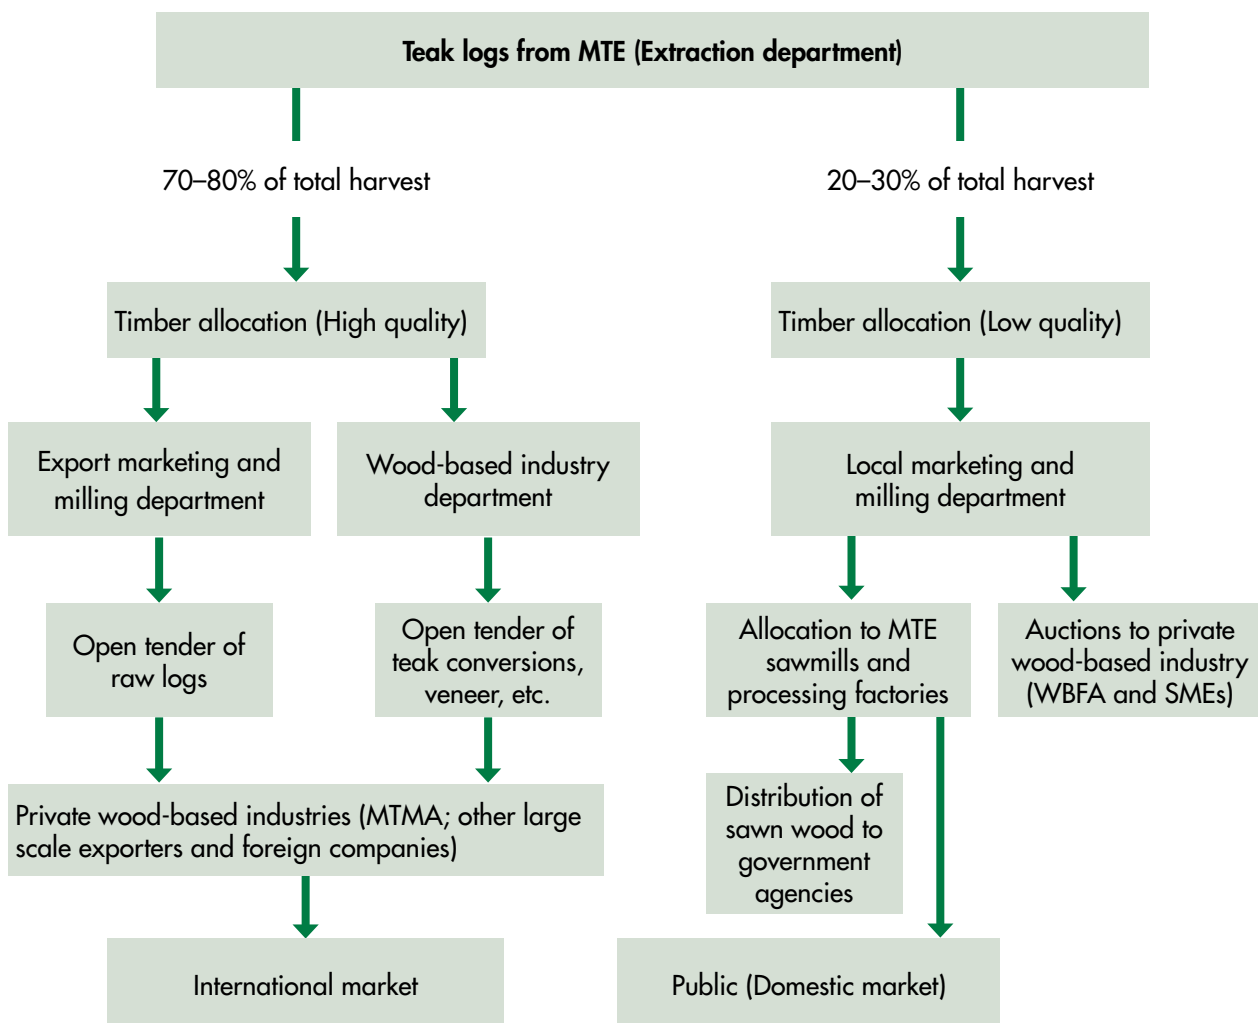 Teak logs from MTE (Extraction department)
70–80% of total harvest
20–30% of total harvest
Timber allocation (High quality)
Timber allocation (Low quality)
Export marketing and
milling department
Wood-based industry
department
Local marketing and
milling department
Open tender of
raw logs
Open tender of
teak conversions,
veneer, etc.
Allocation to MTE
sawmills and
processing factories
Auctions to private
wood-based industry
(WBFA and SMEs)
Private wood-based industries (MTMA; other large
scale exporters and foreign companies)
Distribution of
sawn wood to
government
agencies
International market
Public (Domestic market)